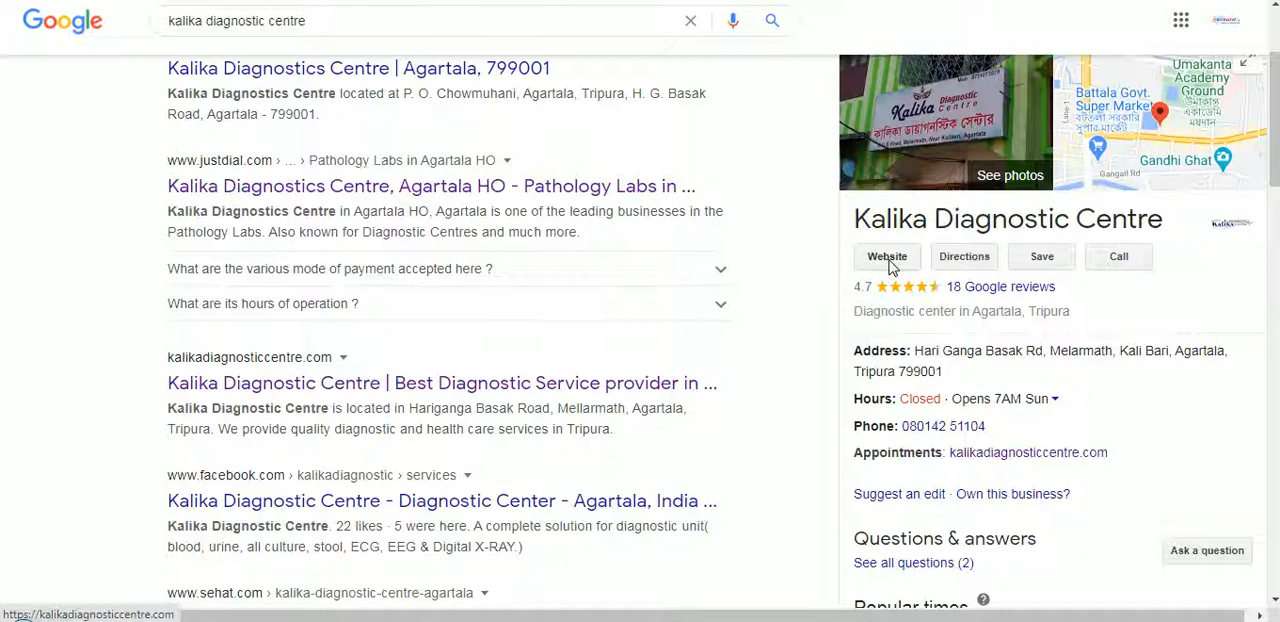 Google
kalika diagnostic centre
Kalika Diagnostics Centre | Agartala, 799001
Kalika Diagnostics Centre located at P. O. Chowmuhani, Agartala, Tripura, H. G. Basak
Road, Agartala - 799001.
www.justdial.com › ... › Pathology Labs in Agartala HO
Kalika Diagnostics Centre, Agartala HO - Pathology Labs in ...
Kalika Diagnostics Centre in Agartala HO, Agartala is one of the leading businesses in the
Pathology Labs. Also known for Diagnostic Centres and much more.
What are the various mode of payment accepted here ?
What are its hours of operation ?
kalikadiagnosticcentre.com
Kalika Diagnostic Centre | Best Diagnostic Service provider in ...
Kalika Diagnostic Centre is located in Hariganga Basak Road, Mellarmath, Agartala,
Tripura. We provide quality diagnostic and health care services in Tripura.
www.facebook.com › kalikadiagnostic › services
Kalika Diagnostic Centre - Diagnostic Center - Agartala, India ...
Kalika Diagnostic Centre. 22 likes · 5 were here. A complete solution for diagnostic unit(
blood, urine, all culture, stool, ECG, EEG & Digital X-RAY.)
www.sehat.com › kalika-diagnostic-centre-agartala
https://kalikadiagnosticcentre.com
Kalika Diagnostic
Centre
কালিকা ডায়াগনস্টিক সেন্টার
See photos
Umakanta
Academy
Ground
উমাকান্ত
একাডেমি
ময়দান
Battala Govt.
Super Market
বটতলা সরকার
সুপার মার্কেট
Gandhi Ghat
Gangail Rd
Kalika Diagnostic Centre
Kalika
Website
Directions
Save
Call
4.7
18 Google reviews
Diagnostic center in Agartala, Tripura
Address: Hari Ganga Basak Rd, Melarmath, Kali Bari, Agartala,
Tripura 799001
Hours: Closed · Opens 7AM Sun
Phone: 080142 51104
Appointments: kalikadiagnosticcentre.com
Suggest an edit · Own this business?
Questions & answers
See all questions (2)
Ask a question
Popular times